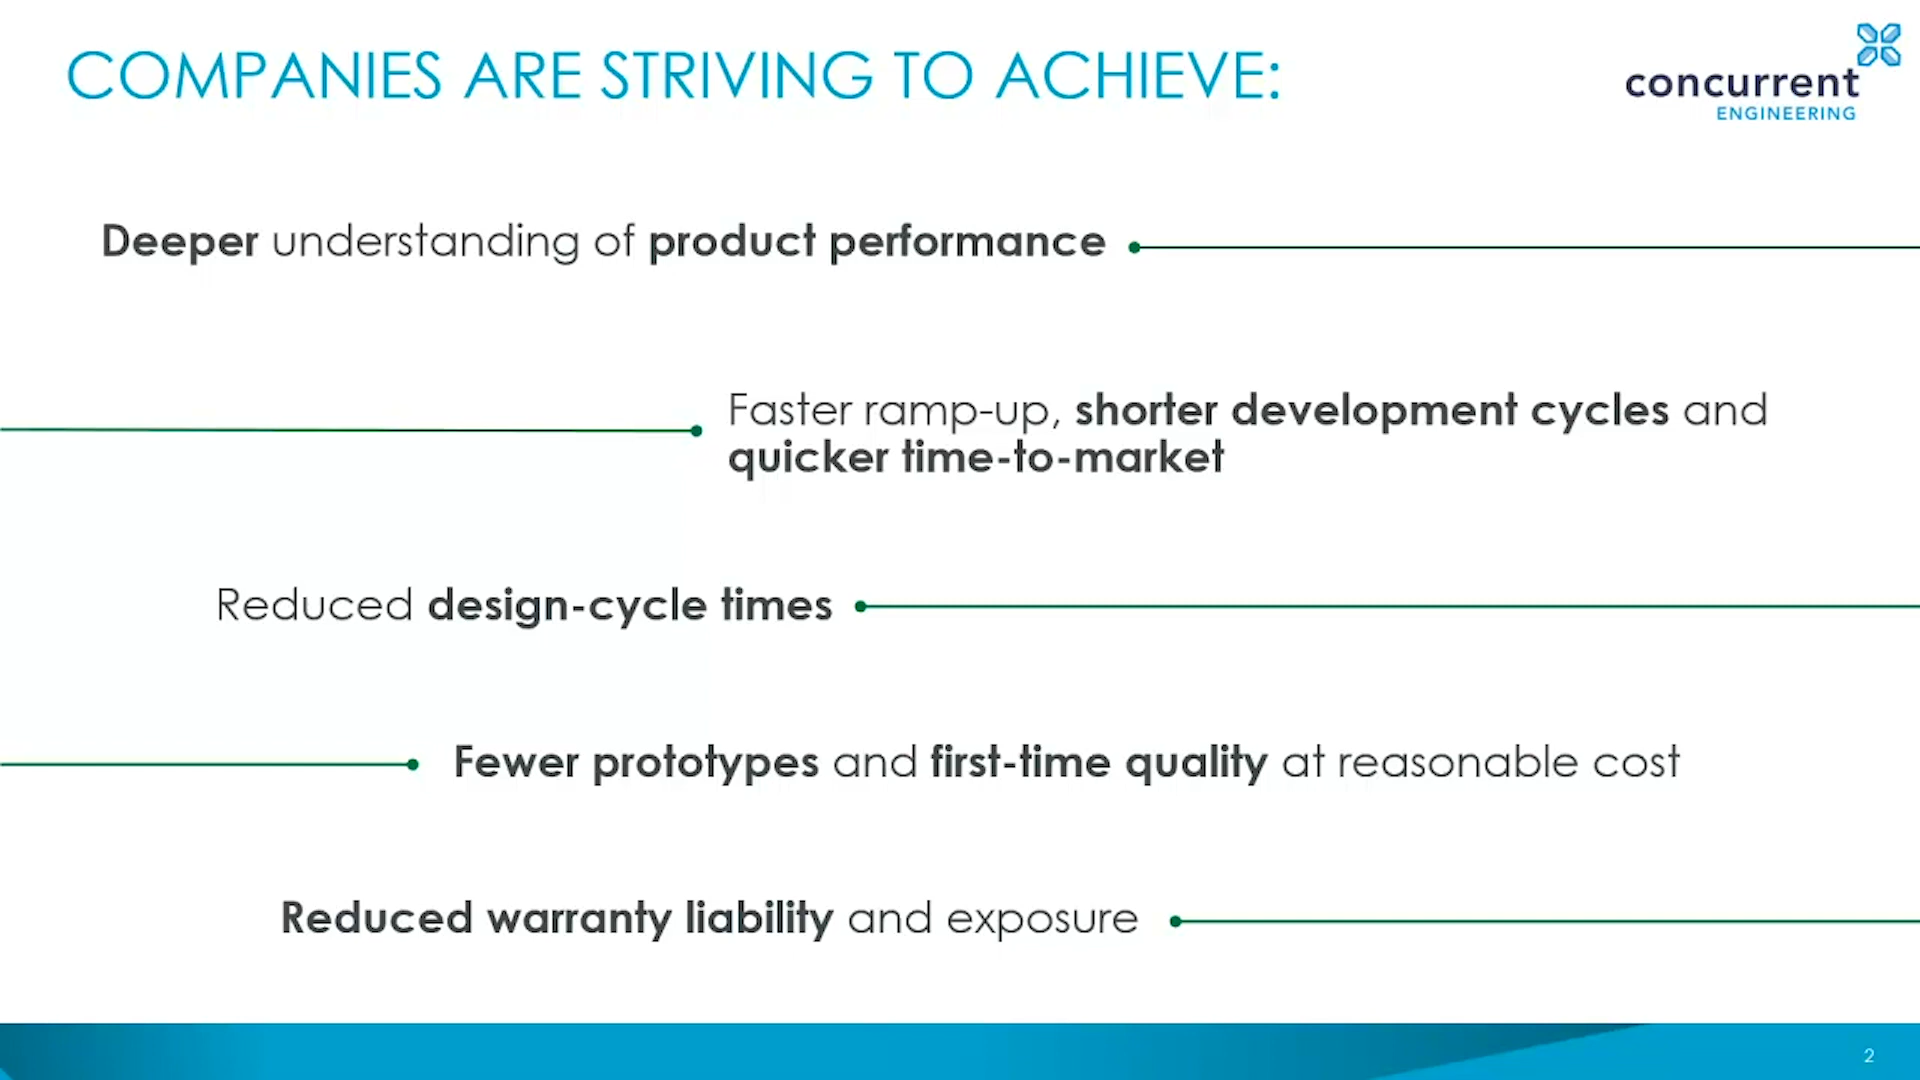 COMPANIES ARE STRIVING TO ACHIEVE:
concurrent
ENGINEERING
Deeper understanding of product performance
Faster ramp-up, shorter development cycles and
quicker time-to-market
Reduced design-cycle times
Fewer prototypes and first-time quality at reasonable cost
Reduced warranty liability and exposure
2